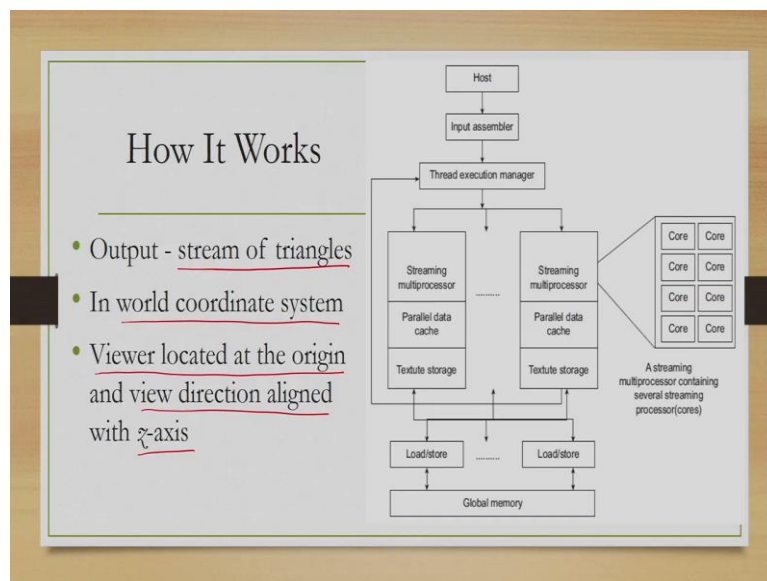 How It Works
• Output - stream of triangles
• In world coordinate system
• Viewer located at the origin
and view direction aligned
with z-axis
Host
Input assembler
Thread execution manager
Streaming
multiprocessor
Parallel data
cache
Textute storage
..........
Streaming
multiprocessor
Parallel data
cache
Textute storage
Core Core
Core Core
Core Core
Core Core
A streaming
multiprocessor containing
several streaming
processor(cores)
Load/store
..........
Load/store
Global memory